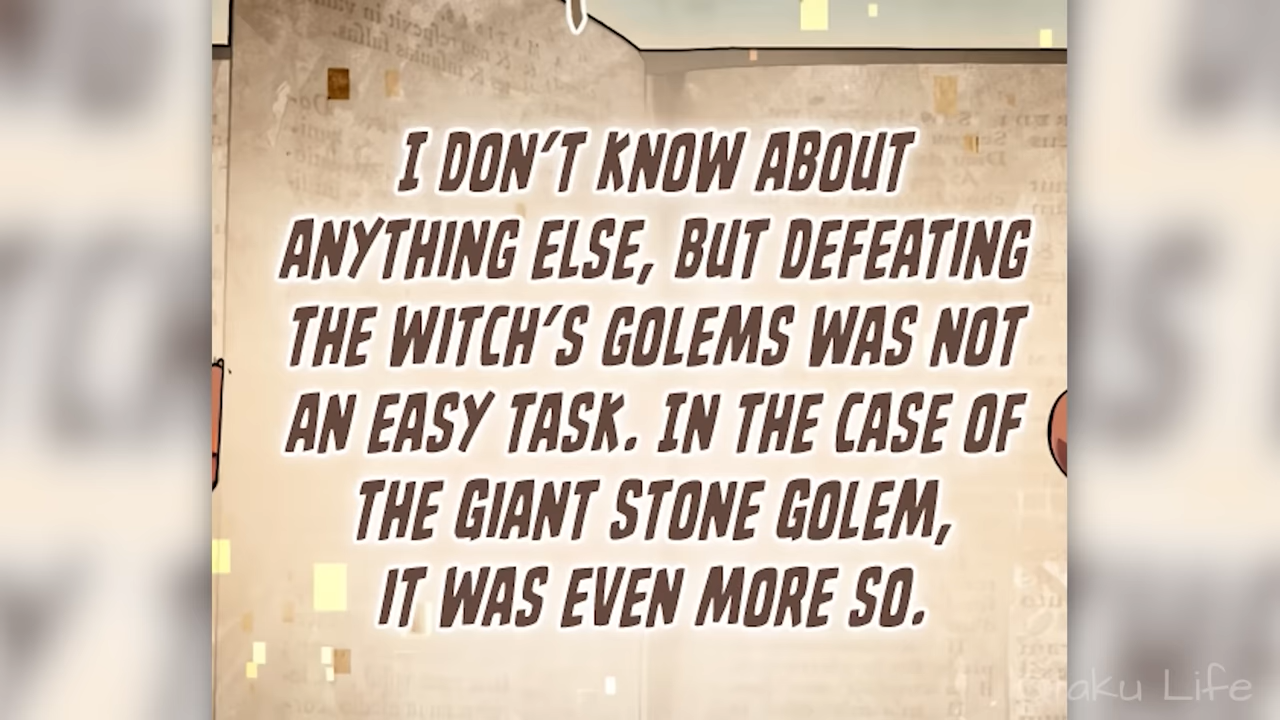 I DON'T KNOW ABOUT
ANYTHING ELSE, BUT DEFEATING
THE WITCH'S GOLEMS WAS NOT
AN EASY TASK. IN THE CASE OF
THE GIANT STONE GOLEM,
IT WAS EVEN MORE SO.
Life